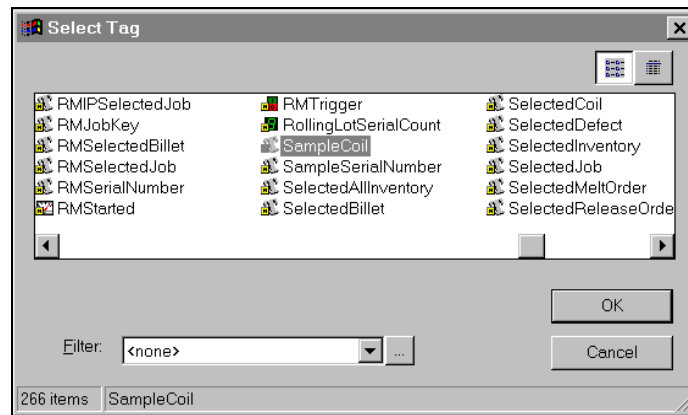 Select Tag
RMIPSelectedJob
RMJobKey
RMSelectedBillet
RMSelectedJob
RMSerialNumber
RMStarted
RMTrigger
RollingLotSerialCount
SampleCoil
SampleSerialNumber
SelectedAllInventory
SelectedBillet
SelectedCoil
SelectedDefect
SelectedInventory
SelectedJob
SelectedMeltOrder
SelectedReleaseOrde
OK
Filter: <none> ...
Cancel
266 items SampleCoil